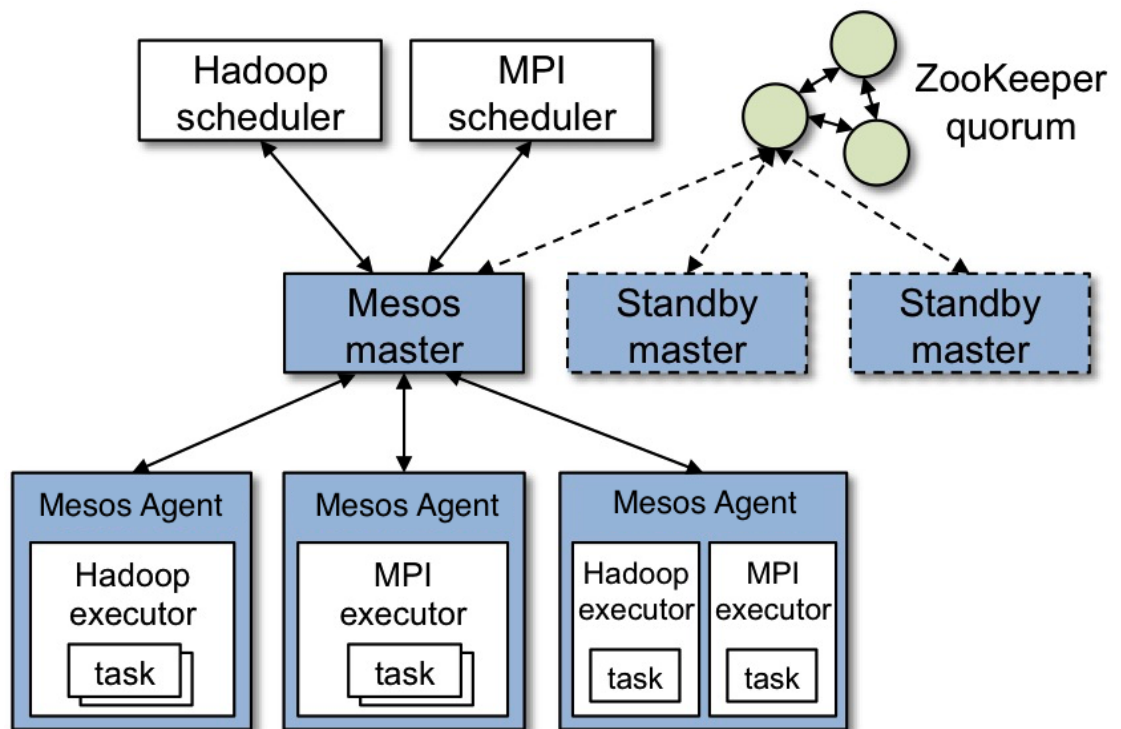 Hadoop
scheduler
MPI
scheduler
ZooKeeper
quorum
Mesos
master
Standby
master
Standby
master
Mesos Agent
Hadoop
executor
task
Mesos Agent
MPI
executor
task
Mesos Agent
Hadoop
executor
task
MPI
executor
task